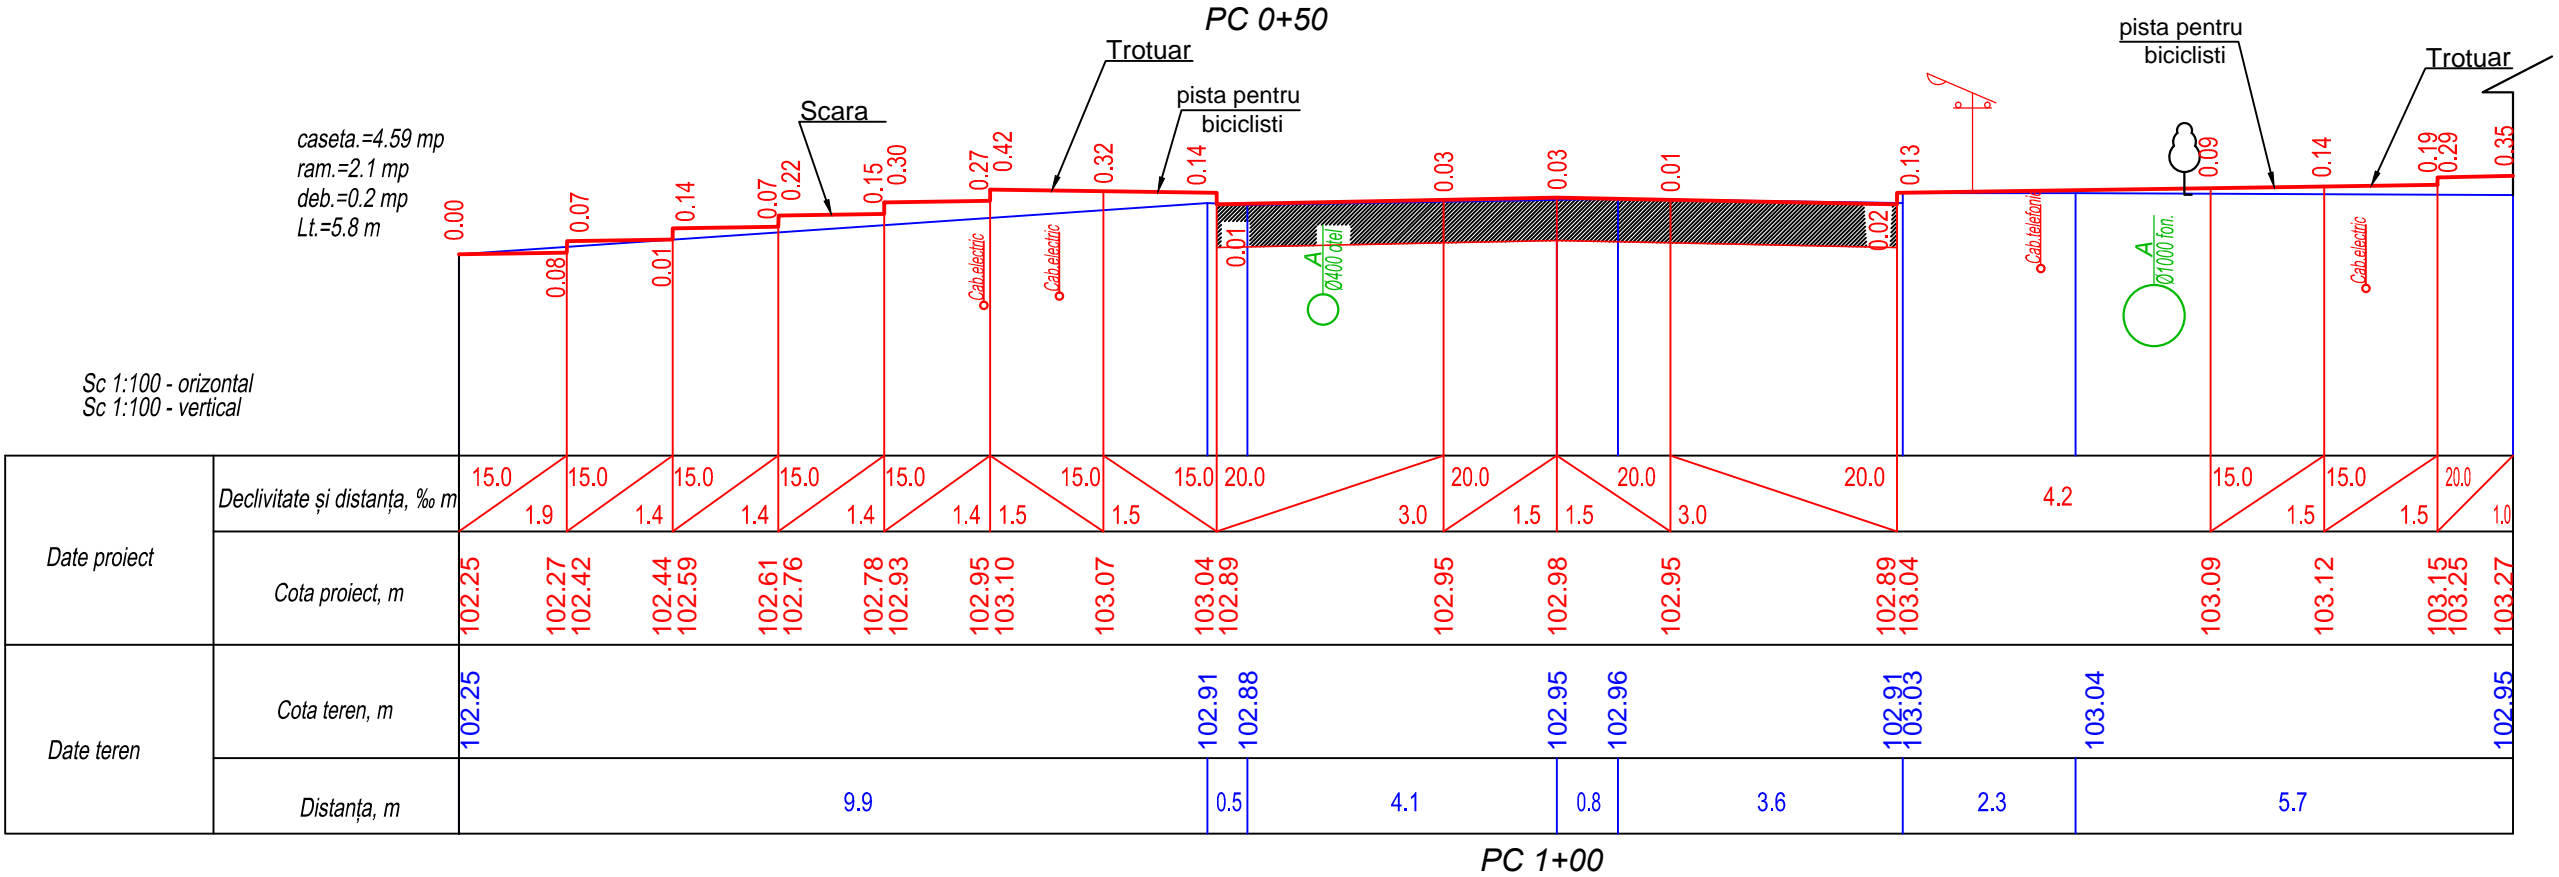 PC 0+50
pista pentru
biciclisti
Trotuar
Trotuar
pista pentru
biciclisti
Scara
caseta.=4.59 mp
ram.=2.1 mp
deb.=0.2 mp
Lt.=5.8 m
0.00
0.07
0.08
0.14
0.01
0.07
0.22
0.15
0.30
0.27
0.42
0.32
0.14
0.01
0.03
0.03
0.01
0.02
0.13
0.09
0.14
0.19
0.29
0.35
Cab.electric
Cab.electric
A
Ø400 otel
Cab.telefonic
A
Ø1000 fon.
Cab.electric
Sc 1:100 - orizontal
Sc 1:100 - vertical
Date proiect
Declivitate și distanța, ‰ m
15.0 15.0 15.0 15.0 15.0 15.0 15.0 20.0 20.0 20.0 20.0 15.0 15.0 20.0
1.9 1.4 1.4 1.4 1.4 1.5 1.5 3.0 1.5 1.5 3.0 4.2 1.5 1.5 1.0
Cota proiect, m
102.25 102.27 102.42 102.44 102.59 102.61 102.76 102.78 102.93 102.95 103.10 103.07 103.04 102.89 102.95 102.98 102.95 102.89 103.04 103.09 103.12 103.15 103.25 103.27
Date teren
Cota teren, m
102.25 102.91 102.88 102.95 102.96 102.91 103.03 103.04 102.95
Distanța, m
9.9 0.5 4.1 0.8 3.6 2.3 5.7
PC 1+00